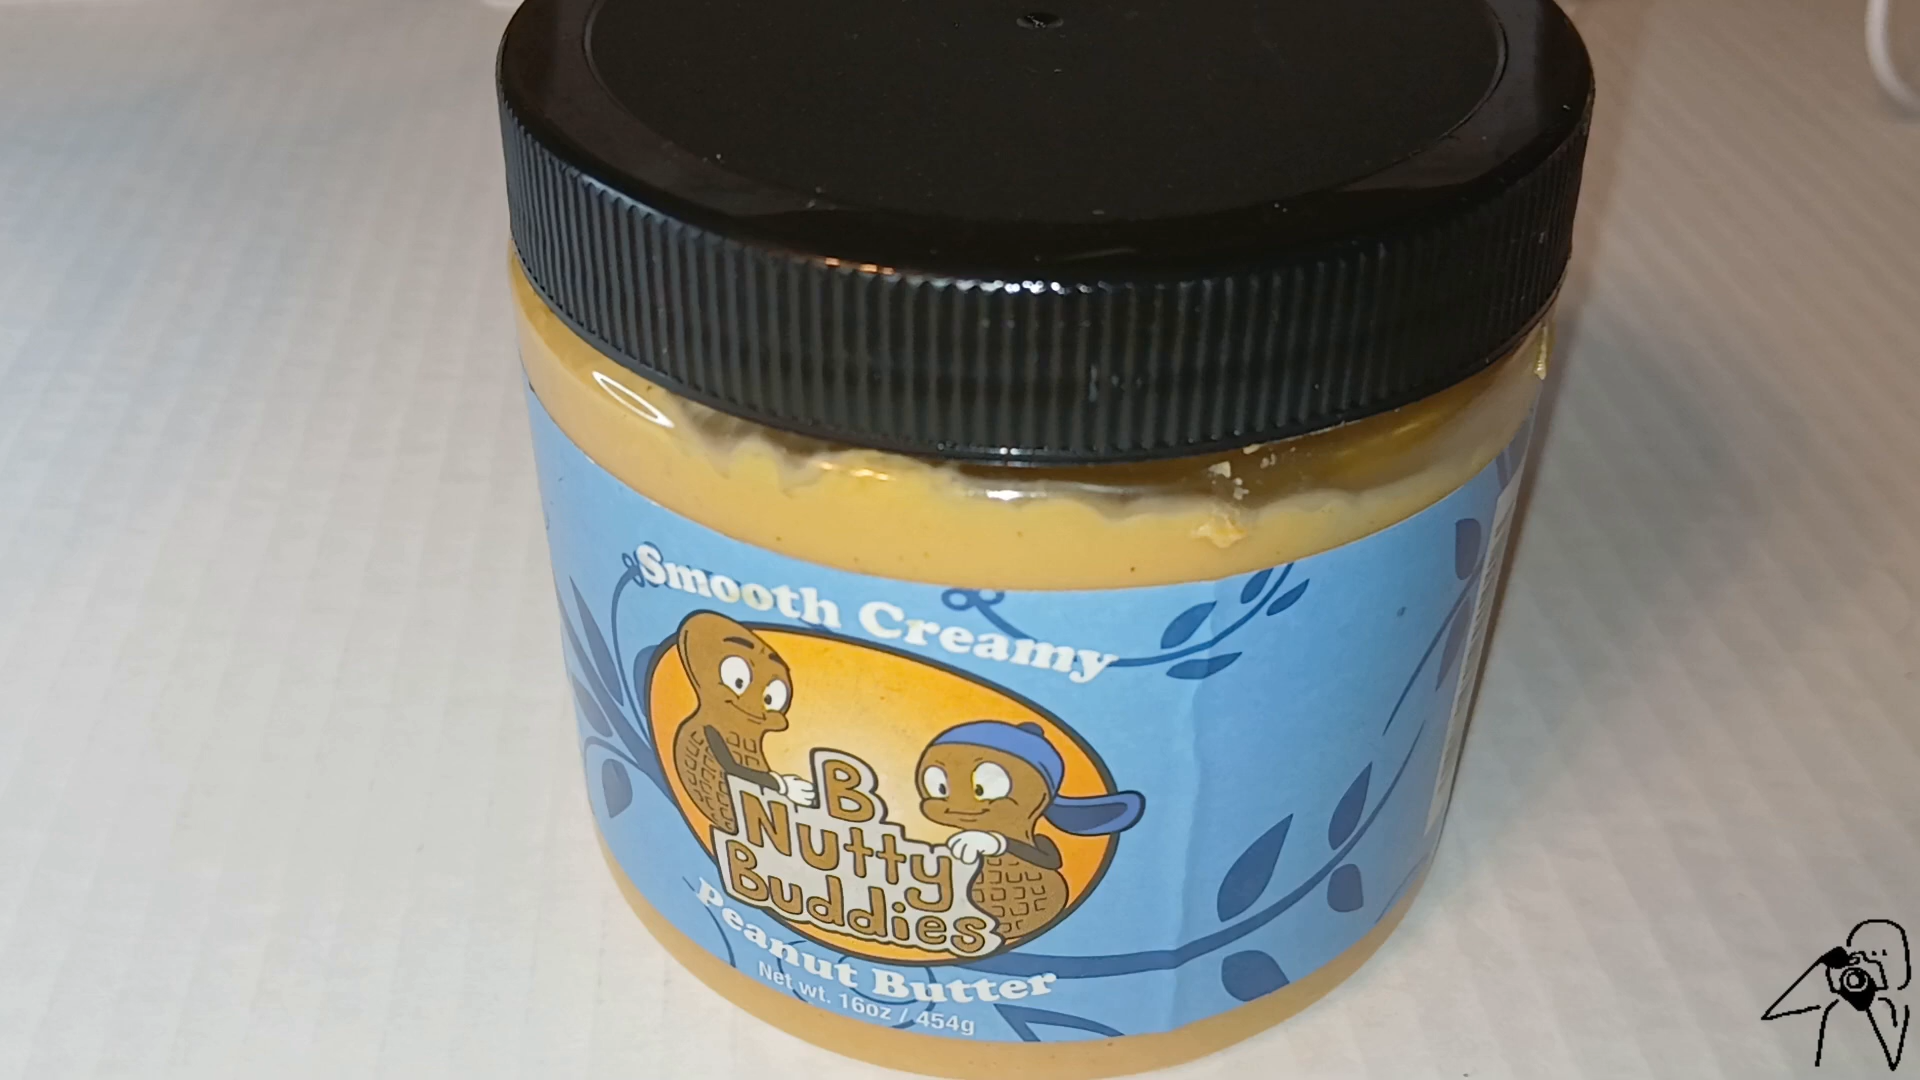 Smooth Creamy
B
Nutty
Buddies
Peanut Butter
Net wt. 16oz / 454g